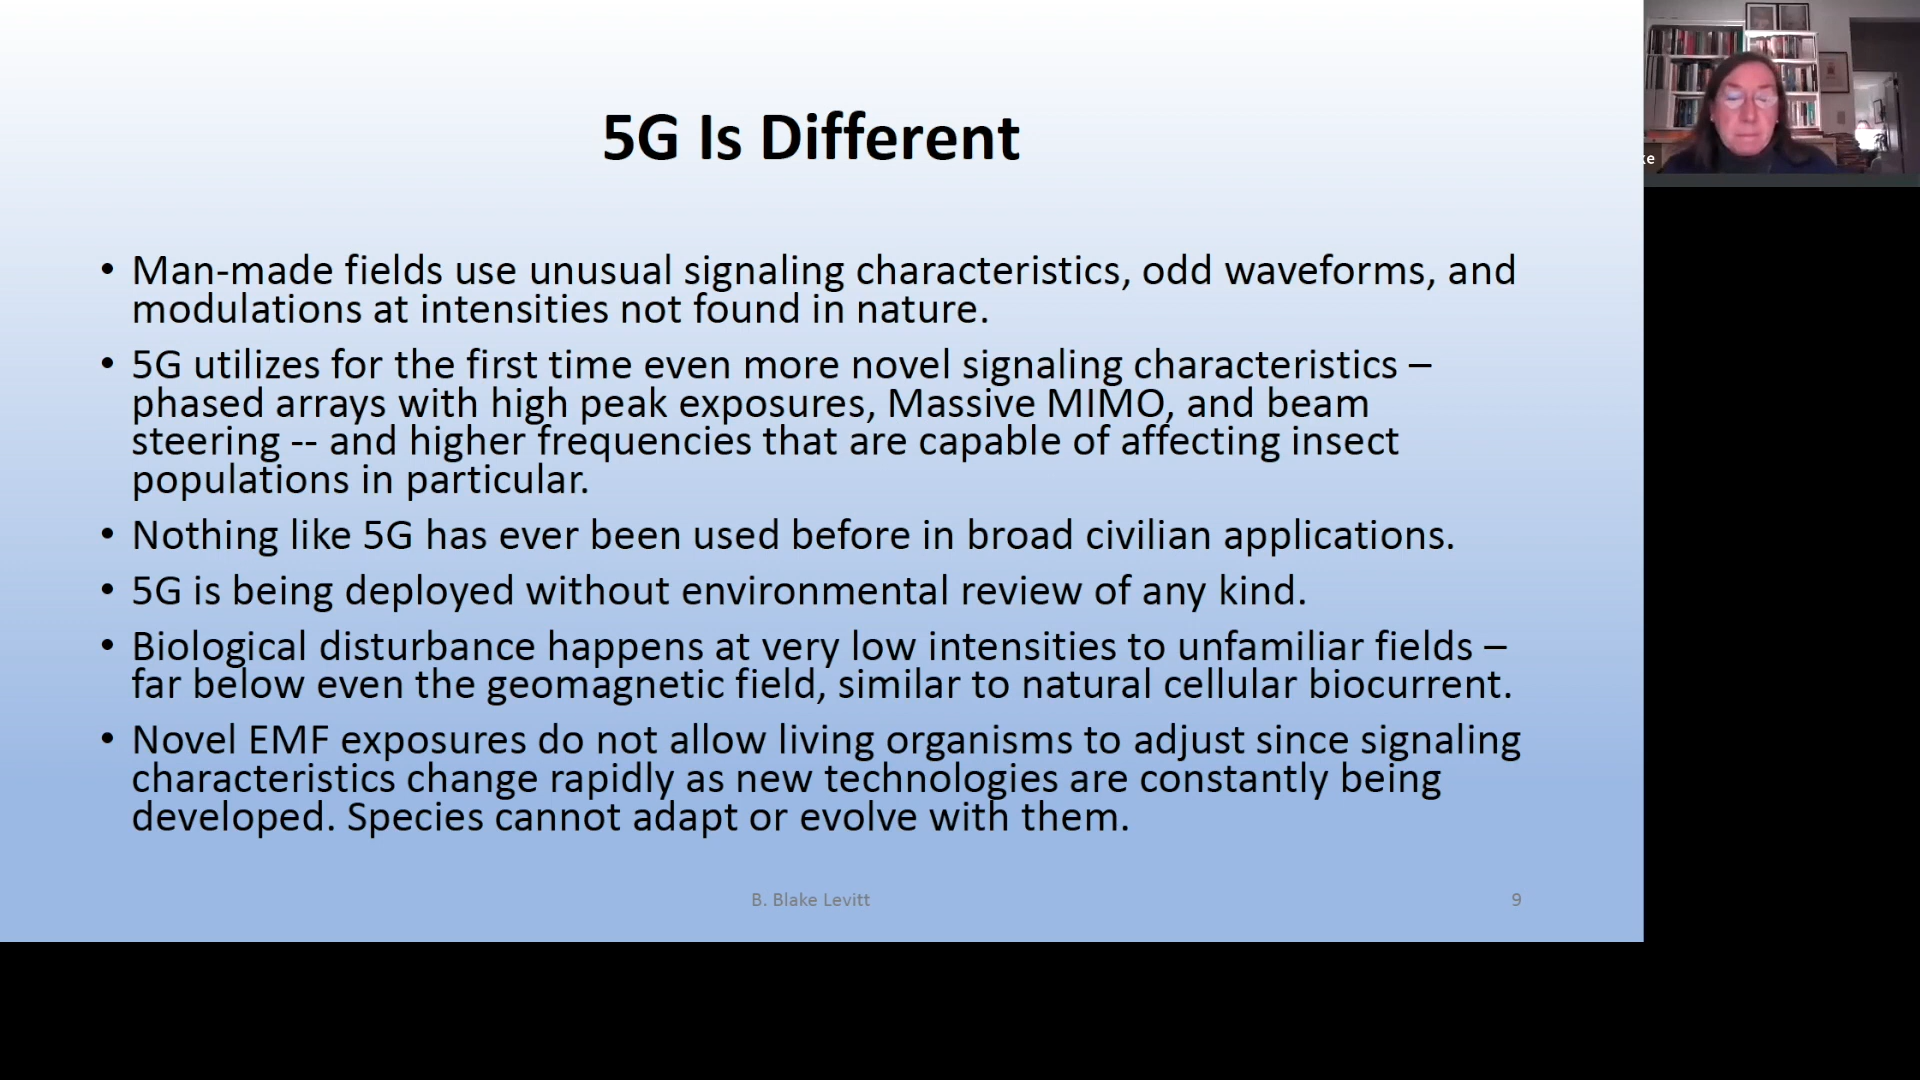 5G Is Different
• Man-made fields use unusual signaling characteristics, odd waveforms, and
modulations at intensities not found in nature.
• 5G utilizes for the first time even more novel signaling characteristics –
phased arrays with high peak exposures, Massive MIMO, and beam
steering -- and higher frequencies that are capable of affecting insect
populations in particular.
• Nothing like 5G has ever been used before in broad civilian applications.
• 5G is being deployed without environmental review of any kind.
• Biological disturbance happens at very low intensities to unfamiliar fields –
far below even the geomagnetic field, similar to natural cellular biocurrent.
• Novel EMF exposures do not allow living organisms to adjust since signaling
characteristics change rapidly as new technologies are constantly being
developed. Species cannot adapt or evolve with them.
B. Blake Levitt
9